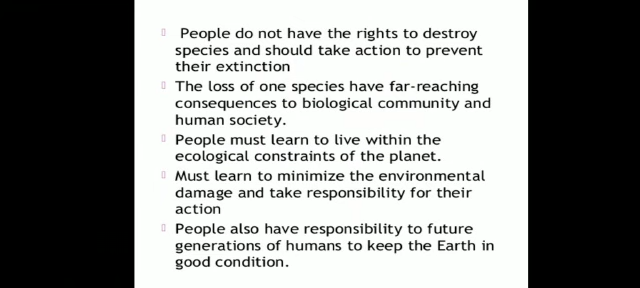 People do not have the rights to destroy
species and should take action to prevent
their extinction
The loss of one species have far-reaching
consequences to biological community and
human society.
People must learn to live within the
ecological constraints of the planet.
Must learn to minimize the environmental
damage and take responsibility for their
action
People also have responsibility to future
generations of humans to keep the Earth in
good condition.